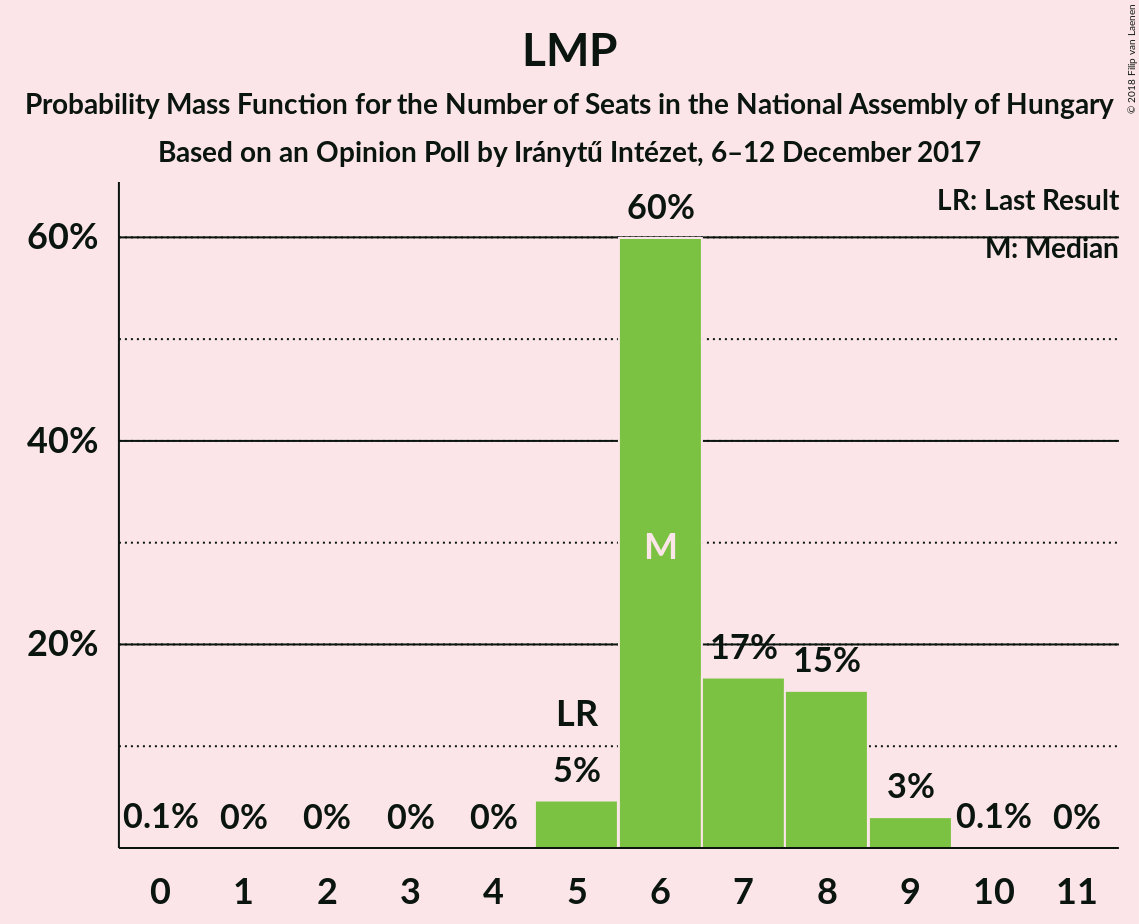 LMP
Probability Mass Function for the Number of Seats in the National Assembly of Hungary
Based on an Opinion Poll by Iránytű Intézet, 6–12 December 2017
© 2018 Filip van Laenen
LR: Last Result
M: Median
60%
40%
20%
0.1%
0%
0%
0%
0%
LR
5%
60%
M
17%
15%
3%
0.1%
0%
0 1 2 3 4 5 6 7 8 9 10 11